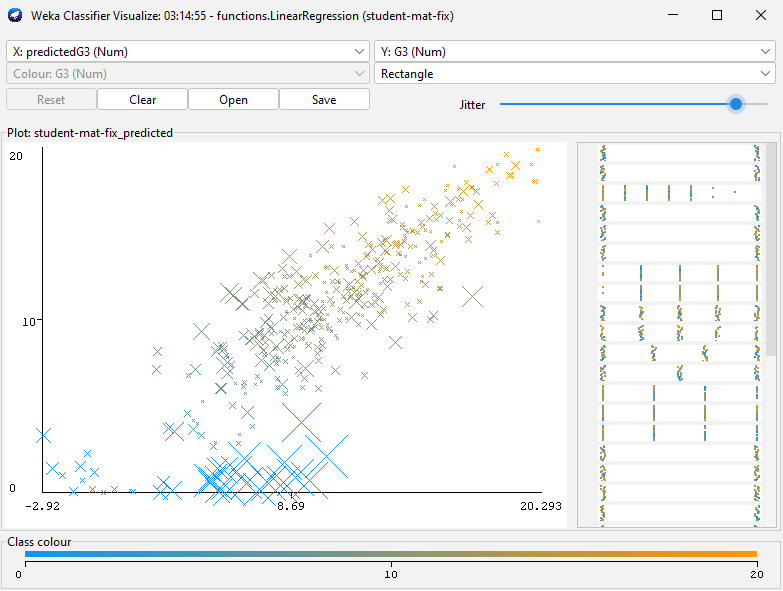 Weka Classifier Visualize: 03:14:55 - functions.LinearRegression (student-mat-fix)
X: predictedG3 (Num)
Y: G3 (Num)
Colour: G3 (Num)
Rectangle
Reset
Clear
Open
Save
Jitter
Plot: student-mat-fix_predicted
20
10
0
-2.92
8.69
20.293
Class colour
0
10
20